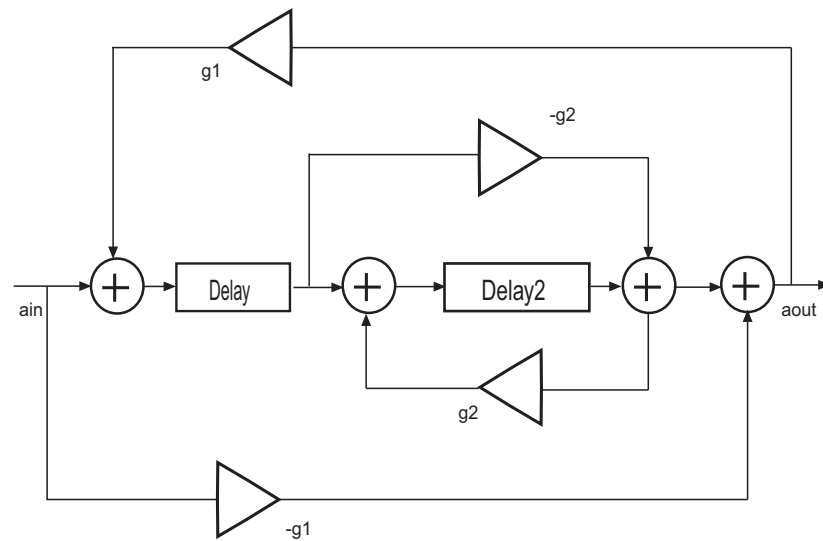 g1
-g2
ain
+
Delay
+
Delay2
+
+
aout
g2
-g1